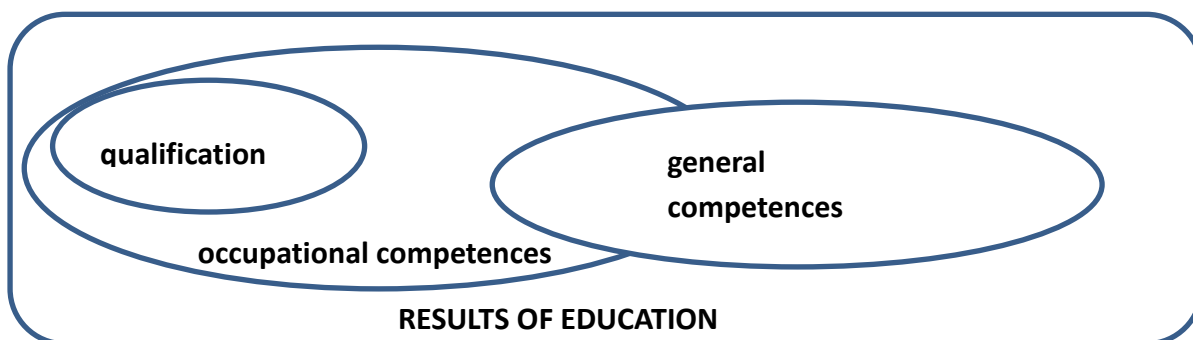 qualification
general
competences
occupational competences
RESULTS OF EDUCATION